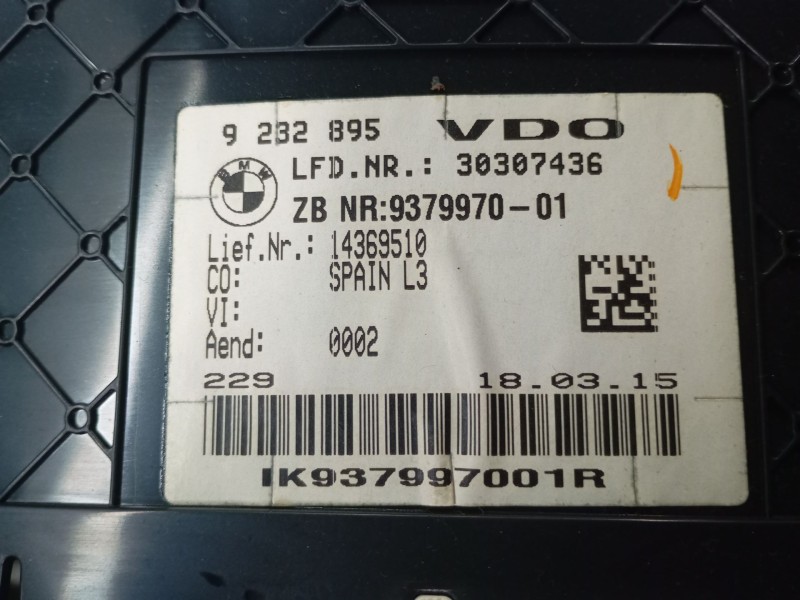 9 232 895 VDO
LFD.NR.: 30307436
BMW
ZB NR:9379970-01
Lief.Nr.: 14369510
CO: SPAIN L3
VI:
Aend: 0002
229 18.03.15
IK937997001R